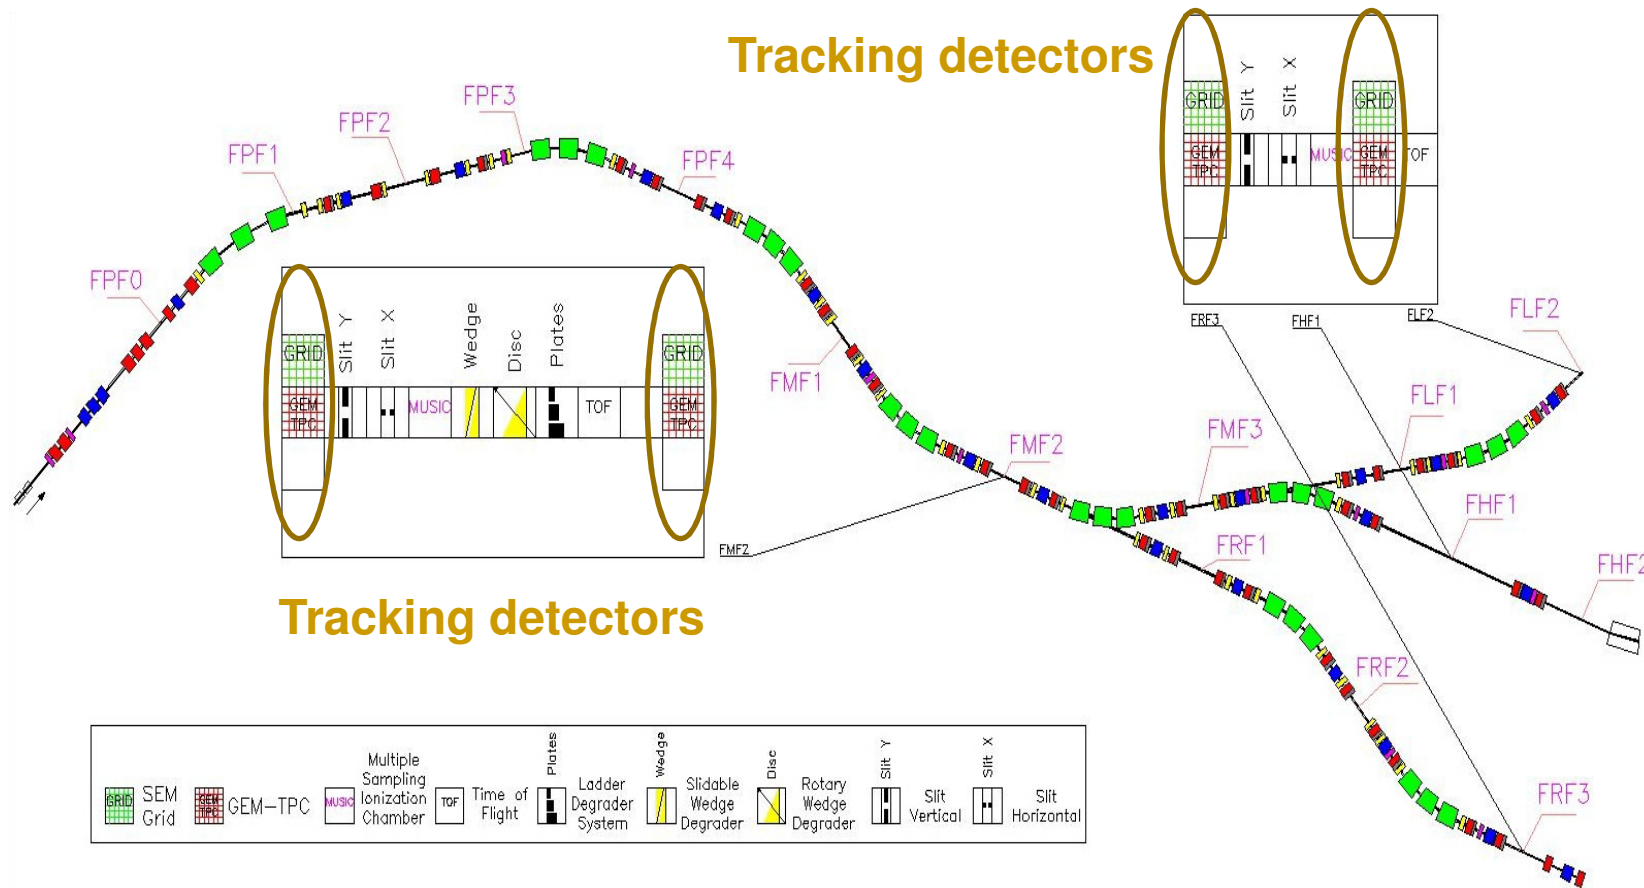 Tracking detectors
GRID
GEM
TPC
Slit Y
Slit X
MUSIC
GRID
GEM
TPC
TOF
FPF3
FPF2
FPF1
FPF4
FPF0
GRID
GEM
TPC
Slit Y
Slit X
MUSIC
Wedge
Disc
Plates
TOF
GRID
GEM
TPC
FRF3
FHF1
FLF2
FLF2
FMF1
FLF1
FMF3
FMF2
FHF1
FMF2
FRF1
FHF2
Tracking detectors
FRF2
FRF3
GRID
SEM
Grid
GEM
TPC
GEM-TPC
MUSIC
Multiple
Sampling
Ionization
Chamber
TOF
Time of
Flight
Plates
Ladder
Degrader
System
Wedge
Slidable
Wedge
Degrader
Disc
Rotary
Wedge
Degrader
Slit Y
Slit
Vertical
Slit X
Slit
Horizontal